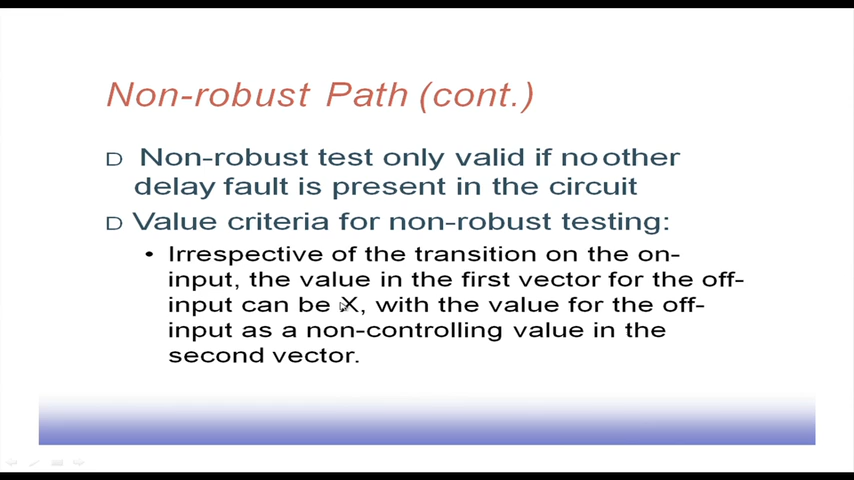 Non-robust Path (cont.)
D Non-robust test only valid if no other
delay fault is present in the circuit
D Value criteria for non-robust testing:
• Irrespective of the transition on the on-
input, the value in the first vector for the off-
input can be X, with the value for the off-
input as a non-controlling value in the
second vector.